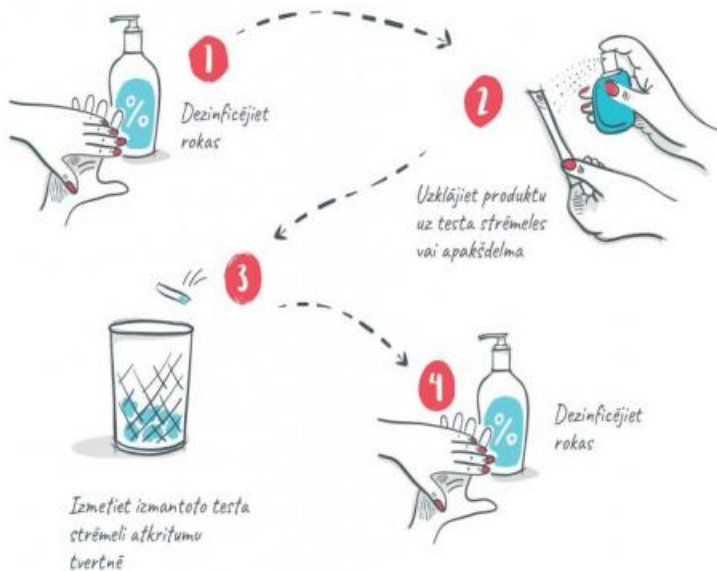 1
%
Dezinficējiet
rokas
2
Uzklājiet produktu
uz testa strēmeles
vai apakšdelma
3
Izmetiet izmantoto testa
strēmeli atkritumu
tvertnē
4
%
Dezinficējiet
rokas